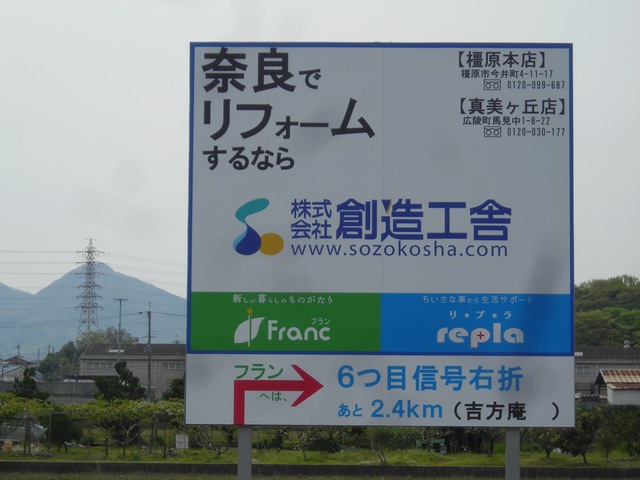 奈良で
リフォーム
するなら
【橿原本店】
橿原市今井町4-11-17
0120-099-687
【真美ヶ丘店】
広陵町馬見中1-8-22
0120-030-177
株式会社 創造工舎
www.sozokosha.com
新しい暮らしのものがたり
フラン
Franc
ちいさな事から生活サポート
リ・プ・ラ
repla
フランへは、
6つ目信号右折
あと 2.4km (吉方庵 )